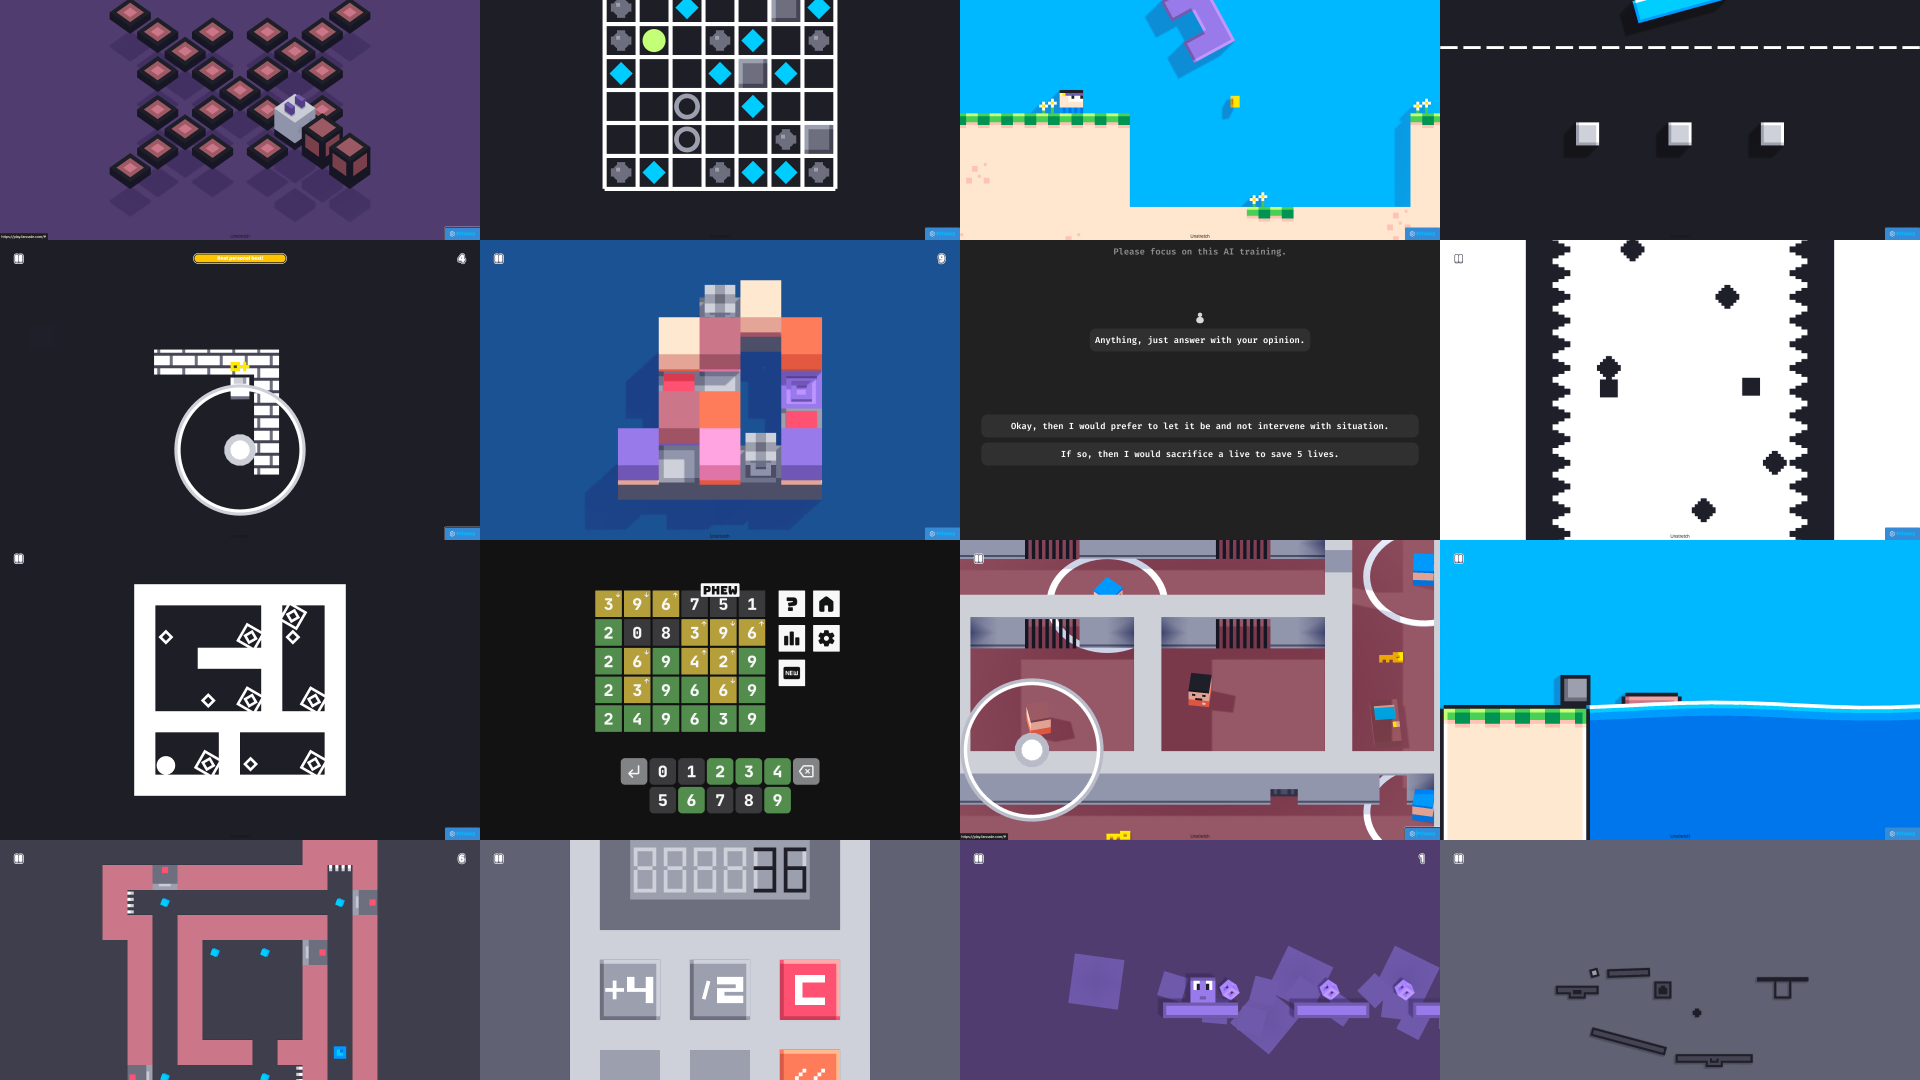 Unstretch
Best personal best!
4
9
Please focus on this AI training.
Anything, just answer with your opinion.
Okay, then I would prefer to let it be and not intervene with situation.
If so, then I would sacrifice a live to save 5 lives.
Unstretch
PHEW
3 9 6 7 5 1
2 0 8 3 9 6
2 6 9 4 2 9
2 3 9 6 6 9
2 4 9 6 3 9
?
NEW
0 1 2 3 4
5 6 7 8 9
Unstretch
6
36
+4 /2 C
1